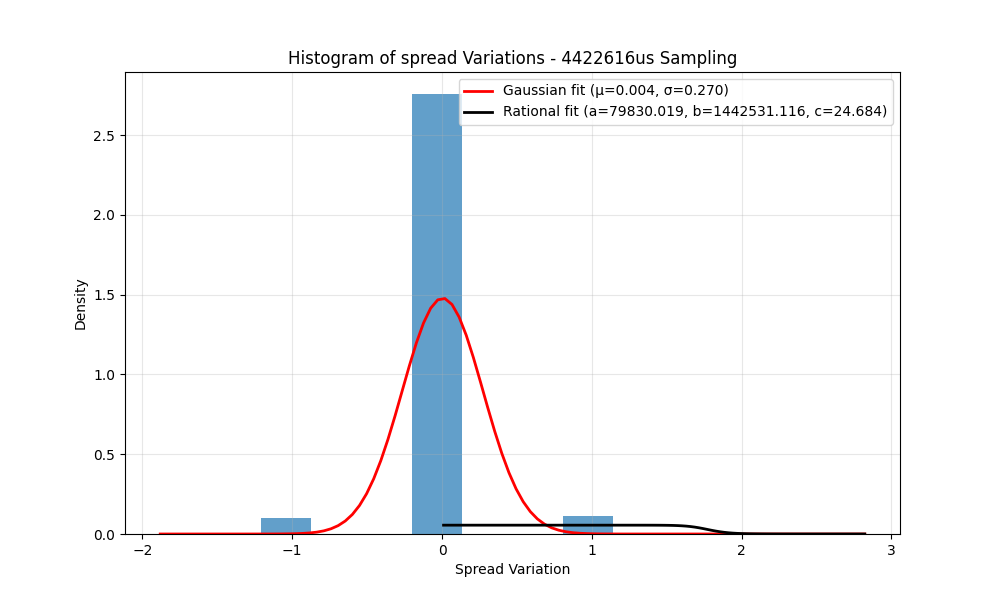 Histogram of spread Variations - 4422616us Sampling
Gaussian fit (μ=0.004, σ=0.270)
Rational fit (a=79830.019, b=1442531.116, c=24.684)
Density
2.5
2.0
1.5
1.0
0.5
0.0
−2
−1
0
1
2
3
Spread Variation